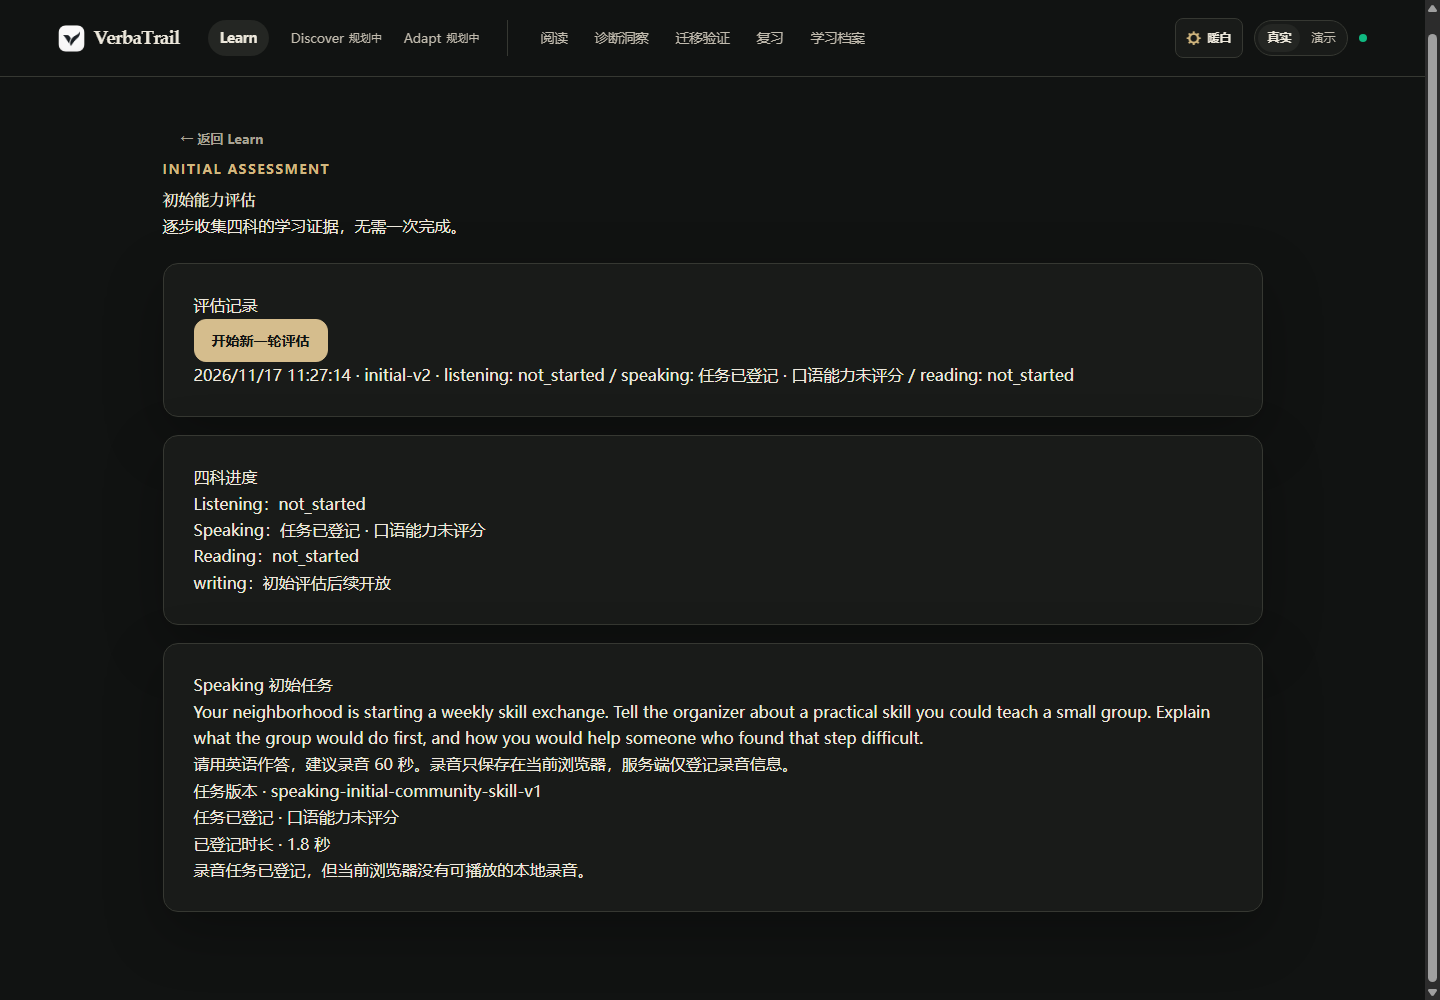 VerbaTrail
Learn
Discover 规划中
Adapt 规划中
阅读
诊断洞察
迁移验证
复习
学习档案
暖白
真实
演示
← 返回 Learn
INITIAL ASSESSMENT
初始能力评估
逐步收集四科的学习证据，无需一次完成。
评估记录
开始新一轮评估
2026/11/17 11:27:14 · initial-v2 · listening: not_started / speaking: 任务已登记 · 口语能力未评分 / reading: not_started
四科进度
Listening：not_started
Speaking：任务已登记 · 口语能力未评分
Reading：not_started
writing：初始评估后续开放
Speaking 初始任务
Your neighborhood is starting a weekly skill exchange. Tell the organizer about a practical skill you could teach a small group. Explain
what the group would do first, and how you would help someone who found that step difficult.
请用英语作答，建议录音 60 秒。录音只保存在当前浏览器，服务端仅登记录音信息。
任务版本 · speaking-initial-community-skill-v1
任务已登记 · 口语能力未评分
已登记时长 · 1.8 秒
录音任务已登记，但当前浏览器没有可播放的本地录音。